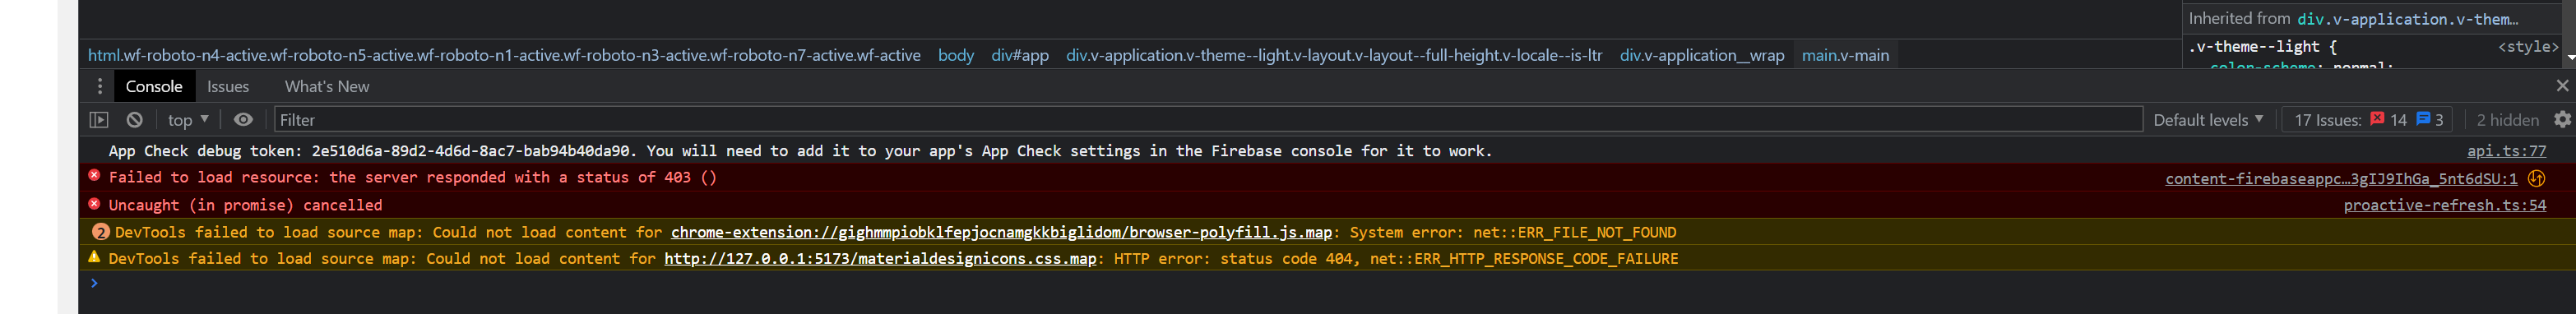 Inherited from div.v-application.v-them…
html.wf-roboto-n4-active.wf-roboto-n5-active.wf-roboto-n1-active.wf-roboto-n3-active.wf-roboto-n7-active.wf-active body div#app div.v-application.v-theme--light.v-layout.v-layout--full-height.v-locale--is-ltr div.v-application__wrap main.v-main
.v-theme--light { <style>
color-scheme: normal;
Console Issues What's New
top Filter Default levels 17 Issues: 14 3 2 hidden
App Check debug token: 2e510d6a-89d2-4d6d-8ac7-bab94b40da90. You will need to add it to your app's App Check settings in the Firebase console for it to work. api.ts:77
Failed to load resource: the server responded with a status of 403 () content-firebaseappc…3gIJ9IhGa_5nt6dSU:1
Uncaught (in promise) cancelled proactive-refresh.ts:54
2 DevTools failed to load source map: Could not load content for chrome-extension://gighmmpiobklfepjocnamgkkbiglidom/browser-polyfill.js.map: System error: net::ERR_FILE_NOT_FOUND
DevTools failed to load source map: Could not load content for http://127.0.0.1:5173/materialdesignicons.css.map: HTTP error: status code 404, net::ERR_HTTP_RESPONSE_CODE_FAILURE